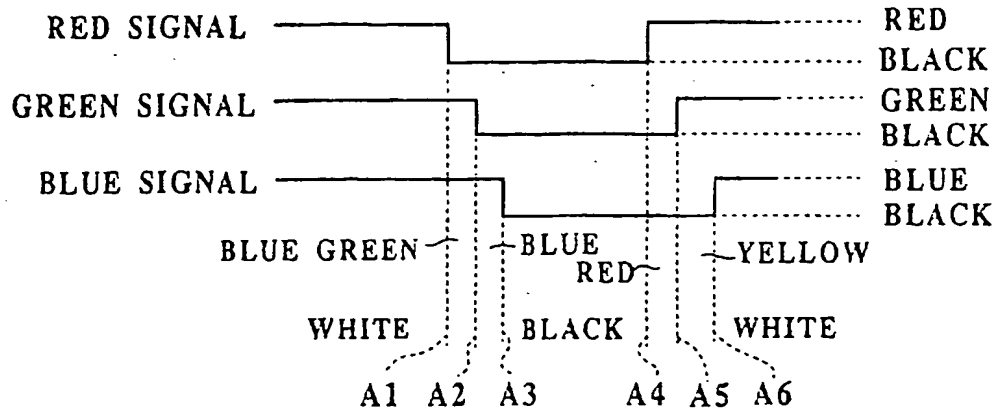 RED SIGNAL RED
BLACK
GREEN SIGNAL GREEN
BLACK
BLUE SIGNAL BLUE
BLACK
BLUE GREEN BLUE RED YELLOW
WHITE BLACK WHITE
A1 A2 A3 A4 A5 A6